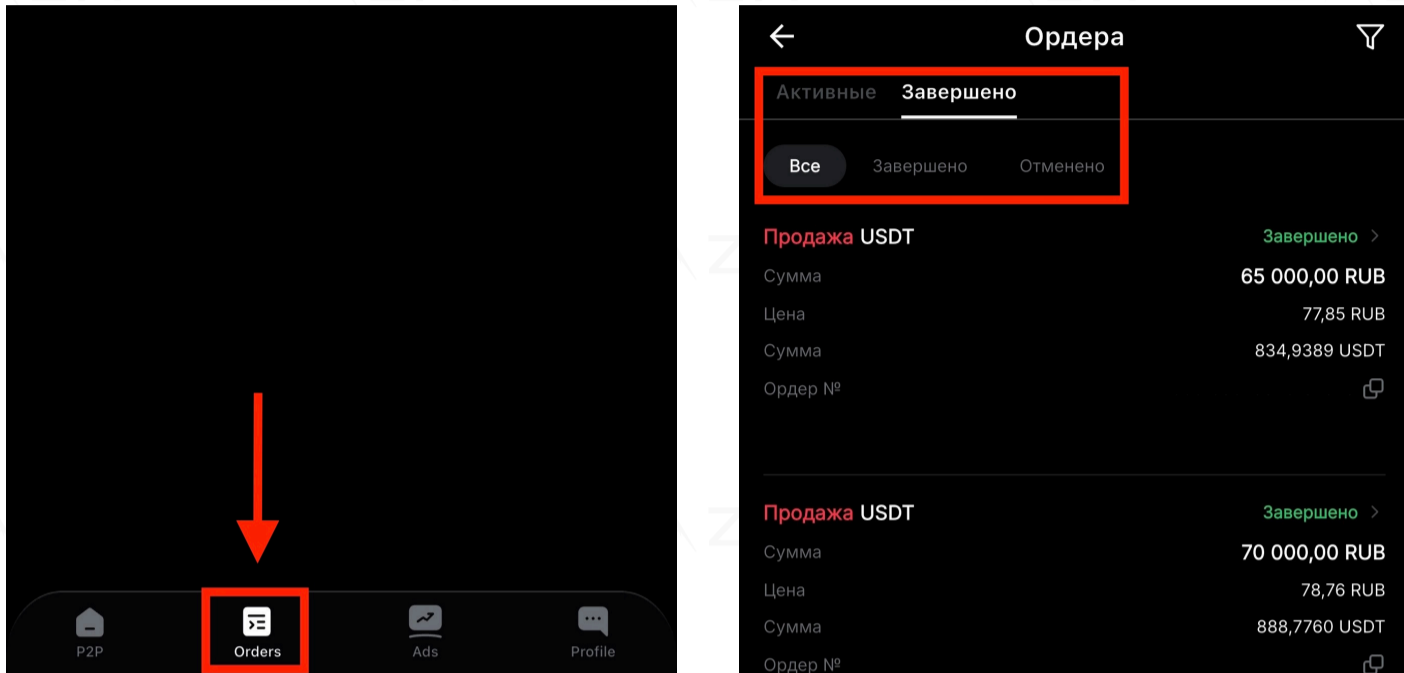 P2P
Orders
Ads
Profile
Ордера
Активные Завершено
Все Завершено Отменено
Продажа USDT Завершено
Сумма 65 000,00 RUB
Цена 77,85 RUB
Сумма 834,9389 USDT
Ордер №
Продажа USDT Завершено
Сумма 70 000,00 RUB
Цена 78,76 RUB
Сумма 888,7760 USDT
Ордер №